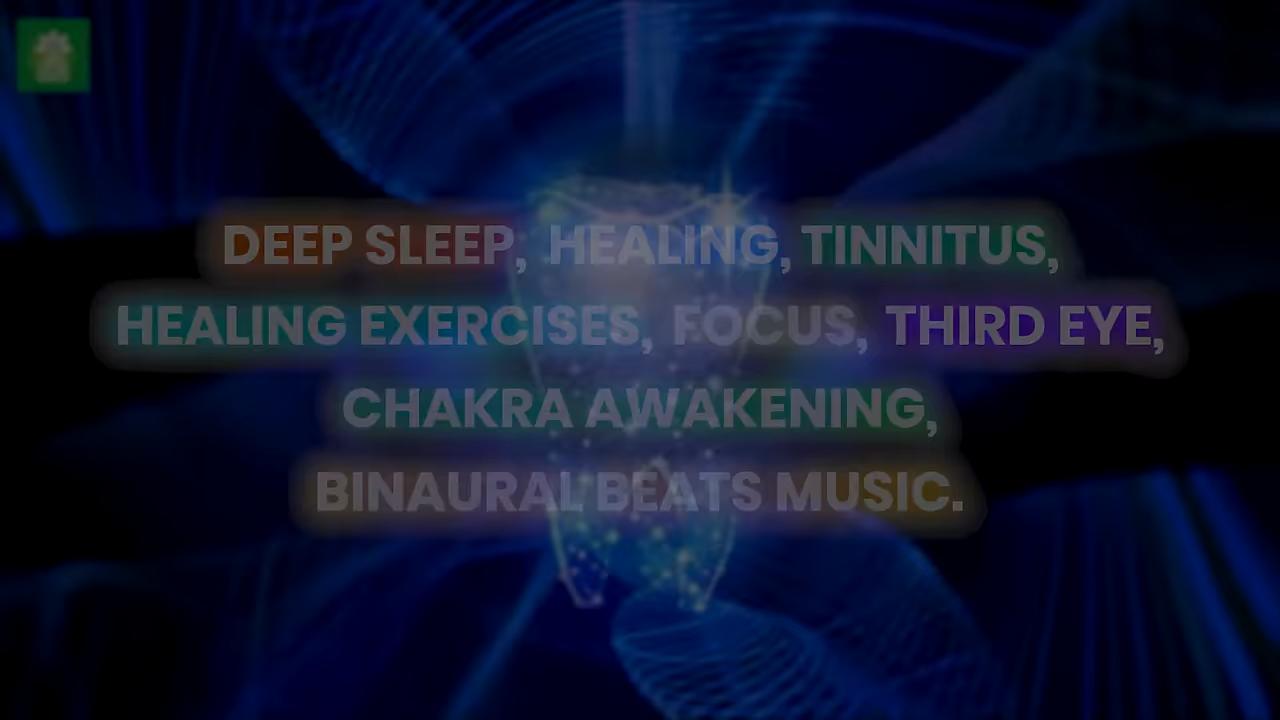 DEEP SLEEP, HEALING, TINNITUS,
HEALING EXERCISES, FOCUS, THIRD EYE,
CHAKRA AWAKENING,
BINAURAL BEATS MUSIC.